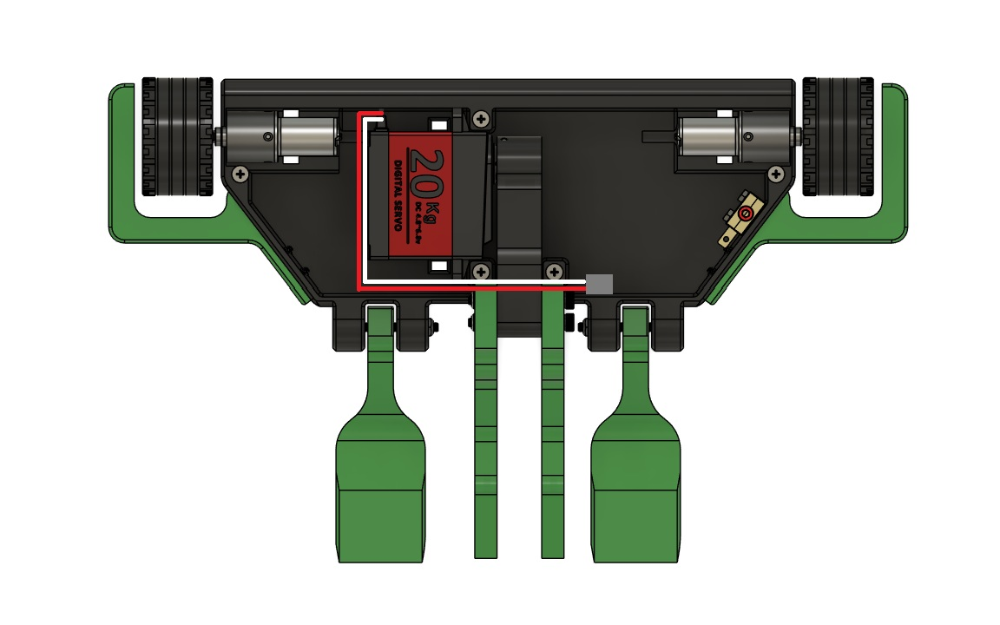 20 Kg
DC 4.8~6.8v
DIGITAL SERVO